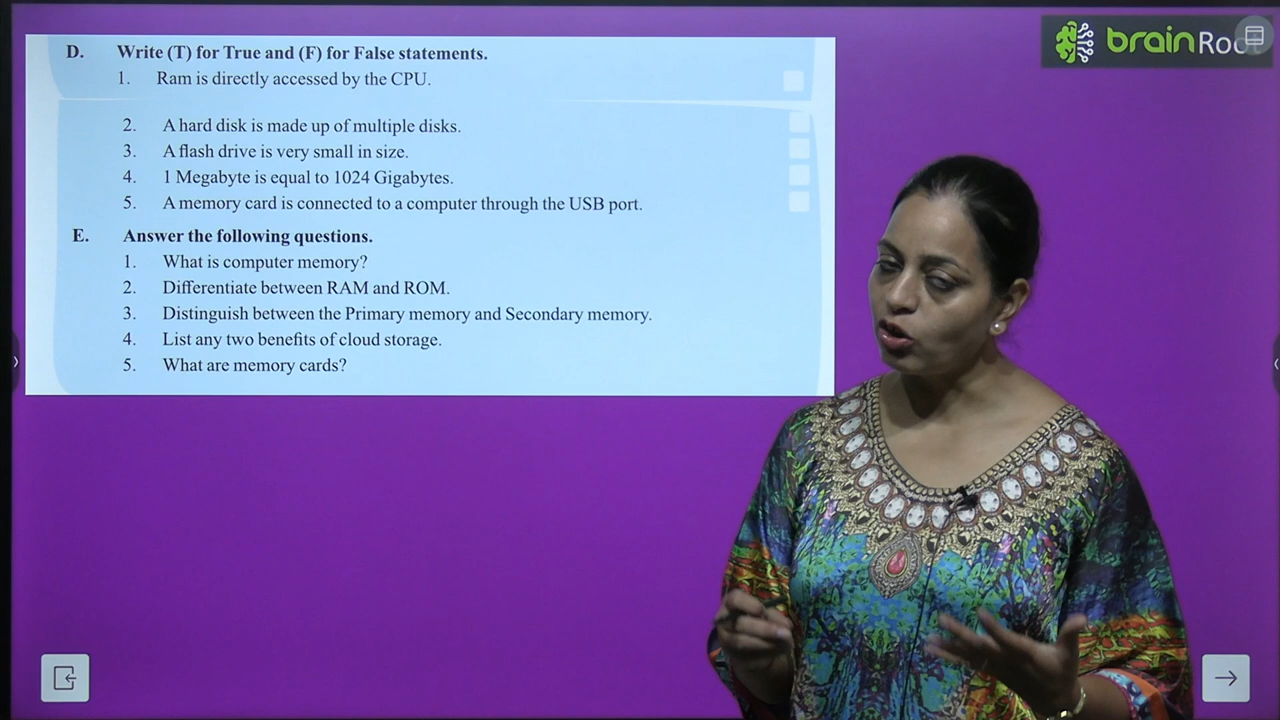 brainRoo
D. Write (T) for True and (F) for False statements.
1. Ram is directly accessed by the CPU.
2. A hard disk is made up of multiple disks.
3. A flash drive is very small in size.
4. 1 Megabyte is equal to 1024 Gigabytes.
5. A memory card is connected to a computer through the USB port.
E. Answer the following questions.
1. What is computer memory?
2. Differentiate between RAM and ROM.
3. Distinguish between the Primary memory and Secondary memory.
4. List any two benefits of cloud storage.
5. What are memory cards?